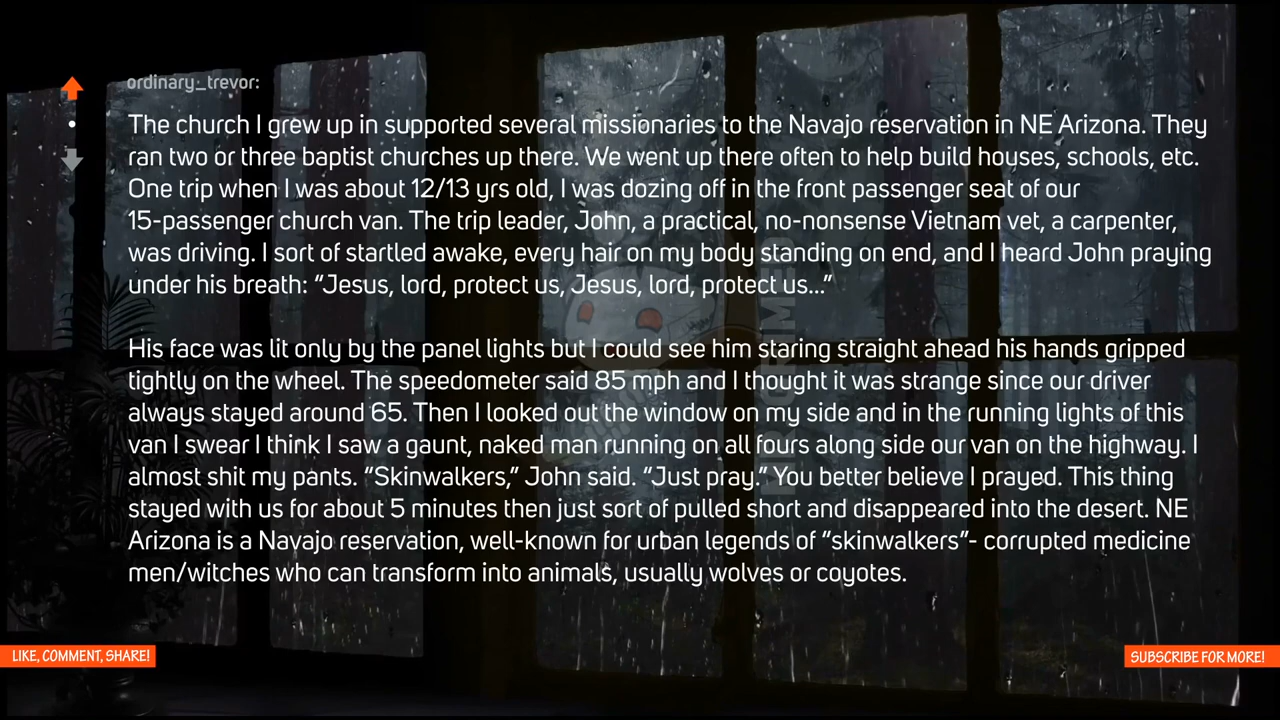 ordinary_trevor:
The church I grew up in supported several missionaries to the Navajo reservation in NE Arizona. They
ran two or three baptist churches up there. We went up there often to help build houses, schools, etc.
One trip when I was about 12/13 yrs old, I was dozing off in the front passenger seat of our
15-passenger church van. The trip leader, John, a practical, no-nonsense Vietnam vet, a carpenter,
was driving. I sort of startled awake, every hair on my body standing on end, and I heard John praying
under his breath: “Jesus, lord, protect us, Jesus, lord, protect us...”
His face was lit only by the panel lights but I could see him staring straight ahead his hands gripped
tightly on the wheel. The speedometer said 85 mph and I thought it was strange since our driver
always stayed around 65. Then I looked out the window on my side and in the running lights of this
van I swear I think I saw a gaunt, naked man running on all fours along side our van on the highway. I
almost shit my pants. “Skinwalkers,” John said. “Just pray.” You better believe I prayed. This thing
stayed with us for about 5 minutes then just sort of pulled short and disappeared into the desert. NE
Arizona is a Navajo reservation, well-known for urban legends of “skinwalkers”- corrupted medicine
men/witches who can transform into animals, usually wolves or coyotes.
LIKE, COMMENT, SHARE!
SUBSCRIBE FOR MORE!